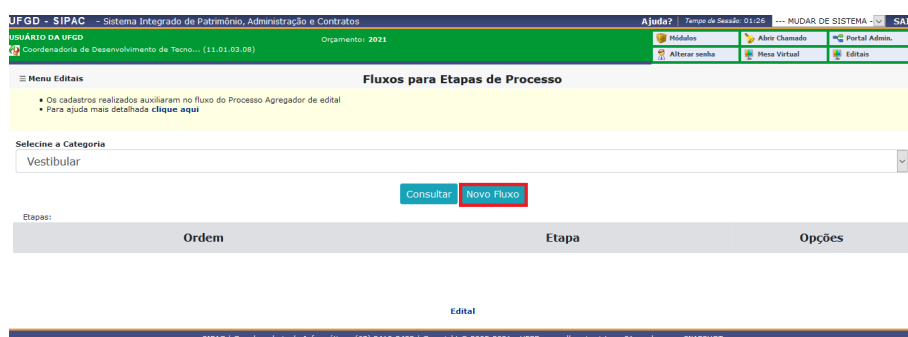 UFGD - SIPAC - Sistema Integrado de Patrimônio, Administração e Contratos Ajuda? Tempo de Sessão: 01:26 --- MUDAR DE SISTEMA - SAI
USUÁRIO DA UFGD Orçamento: 2021 Módulos Abrir Chamado Portal Admin.
Coordenadoria de Desenvolvimento de Tecno... (11.01.03.08) Alterar senha Mesa Virtual Editais
☰ Menu Editais Fluxos para Etapas de Processo
• Os cadastros realizados auxiliaram no fluxo do Processo Agregador de edital
• Para ajuda mais detalhada clique aqui
Selecine a Categoria
Vestibular
Consultar Novo Fluxo
Etapas:
Ordem Etapa Opções
Edital